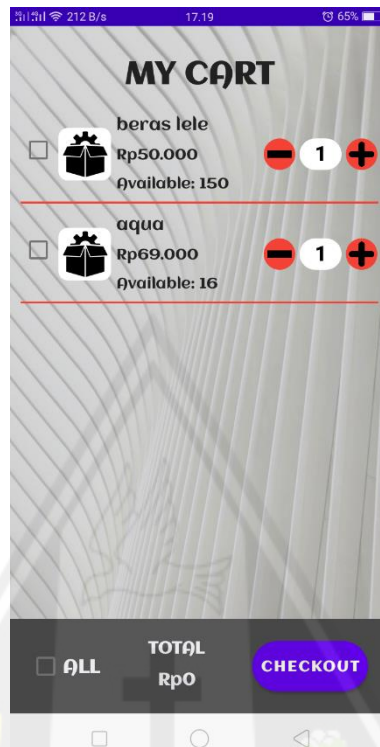 212 B/s 17.19 65%
MY CART
beras lele
Rp50.000
Available: 150
1
aqua
Rp69.000
Available: 16
1
ALL
TOTAL
Rp0
CHECKOUT